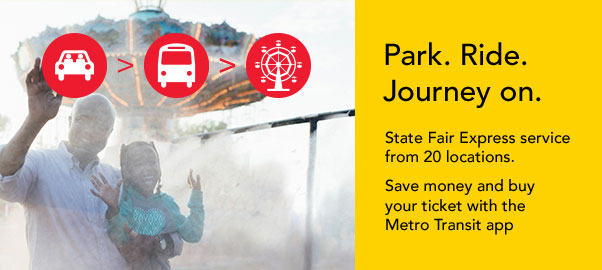 > >
Park. Ride.
Journey on.
State Fair Express service
from 20 locations.
Save money and buy
your ticket with the
Metro Transit app